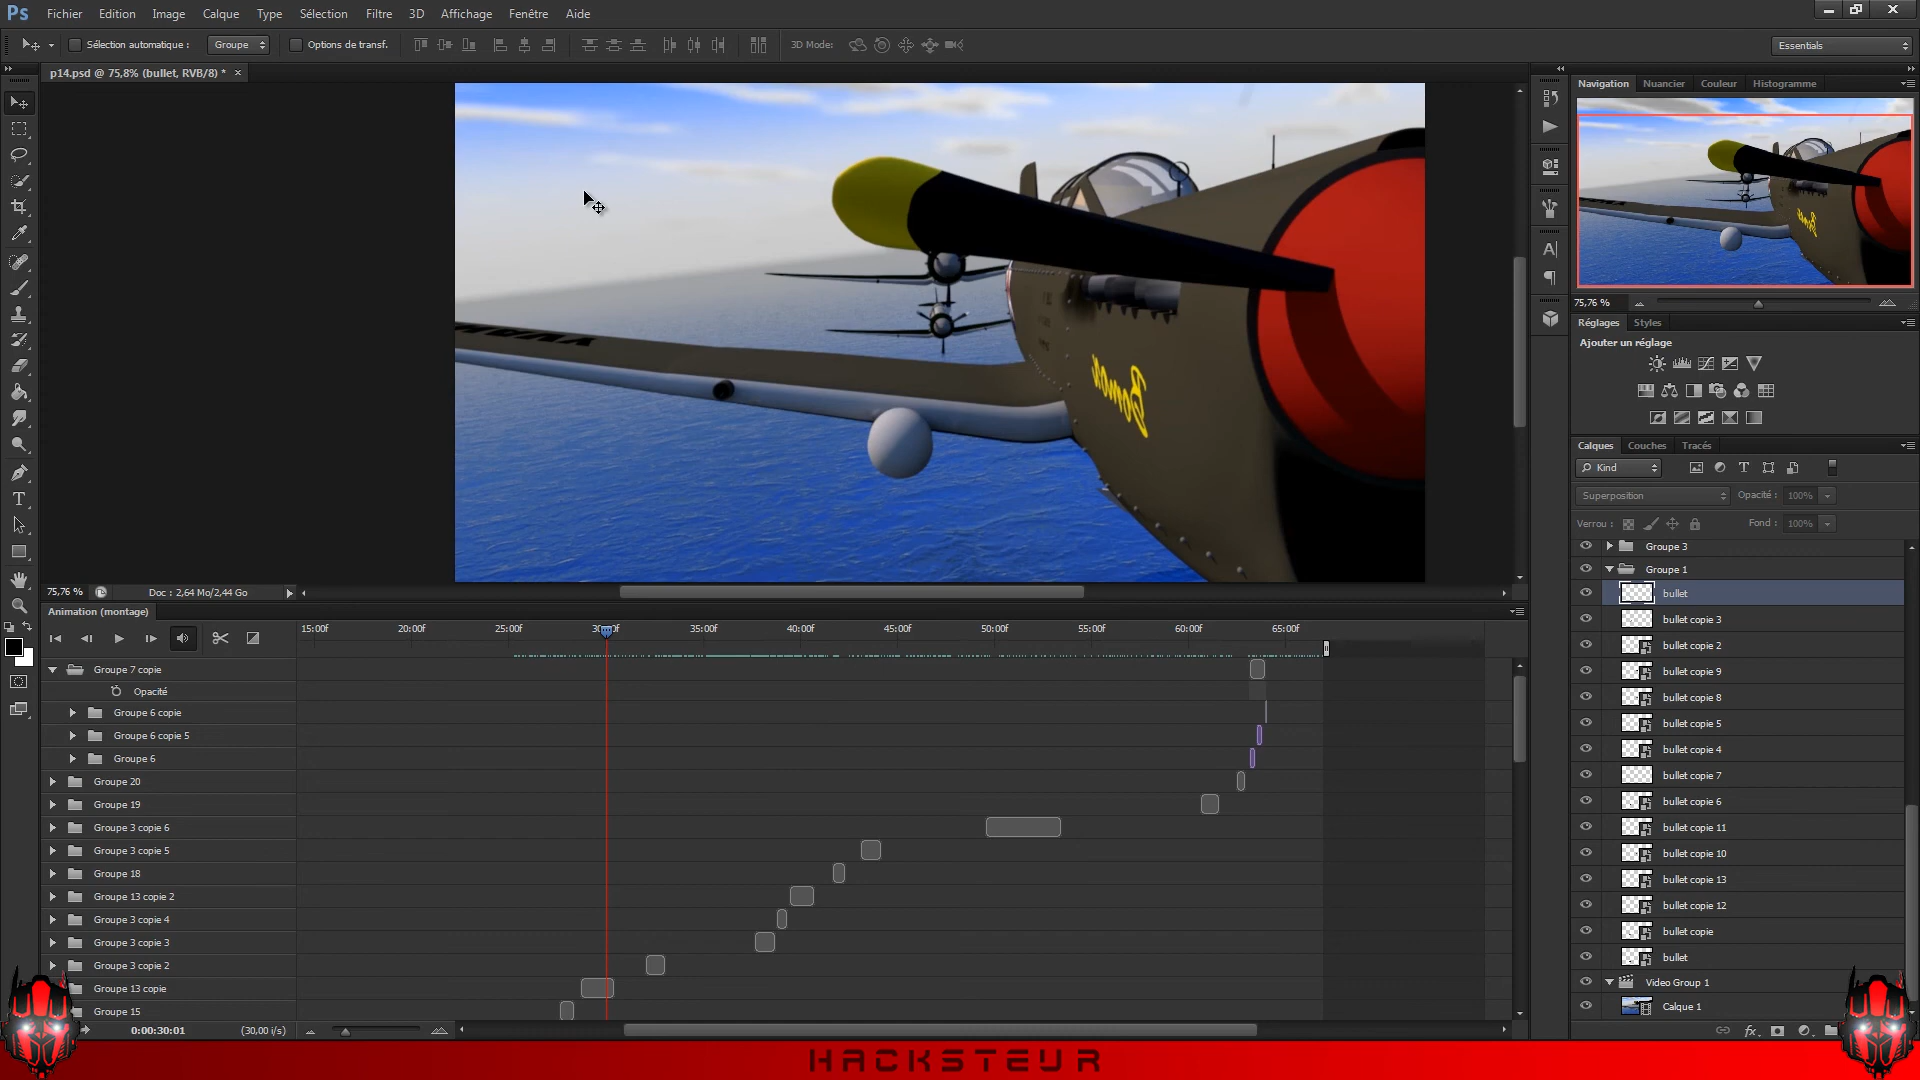 Ps Fichier Edition Image Calque Type Sélection Filtre 3D Affichage Fenêtre Aide
Sélection automatique : Groupe Options de transf. 3D Mode: Essentials
p14.psd @ 75,8% (bullet, RVB/8) * ×
Navigation Nuancier Couleur Histogramme
75,76 %
Réglages Styles
Ajouter un réglage
Calques Couches Tracés
Kind
Superposition Opacité : 100%
Verrou : Fond : 100%
Groupe 3
Groupe 1
bullet
bullet copie 3
bullet copie 2
bullet copie 9
bullet copie 8
bullet copie 5
bullet copie 4
bullet copie 7
bullet copie 6
bullet copie 11
bullet copie 10
bullet copie 13
bullet copie 12
bullet copie
bullet
Video Group 1
Calque 1
75,76 % Doc : 2,64 Mo/2,44 Go
Animation (montage)
15:00f 20:00f 25:00f 30:00f 35:00f 40:00f 45:00f 50:00f 55:00f 60:00f 65:00f
Groupe 7 copie
Opacité
Groupe 6 copie
Groupe 6 copie 5
Groupe 6
Groupe 20
Groupe 19
Groupe 3 copie 6
Groupe 3 copie 5
Groupe 18
Groupe 13 copie 2
Groupe 3 copie 4
Groupe 3 copie 3
Groupe 3 copie 2
Groupe 13 copie
Groupe 15
0:00:30:01 (30,00 i/s)
HACKSTEUR